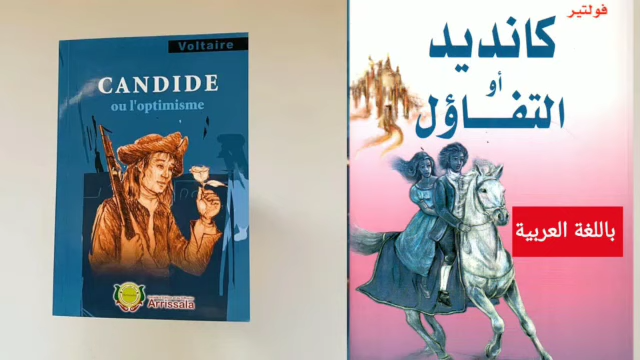 Voltaire
CANDIDE
ou l'optimisme
Arrissala
فولتير
كانديد
أو
التفاؤل
باللغة العربية